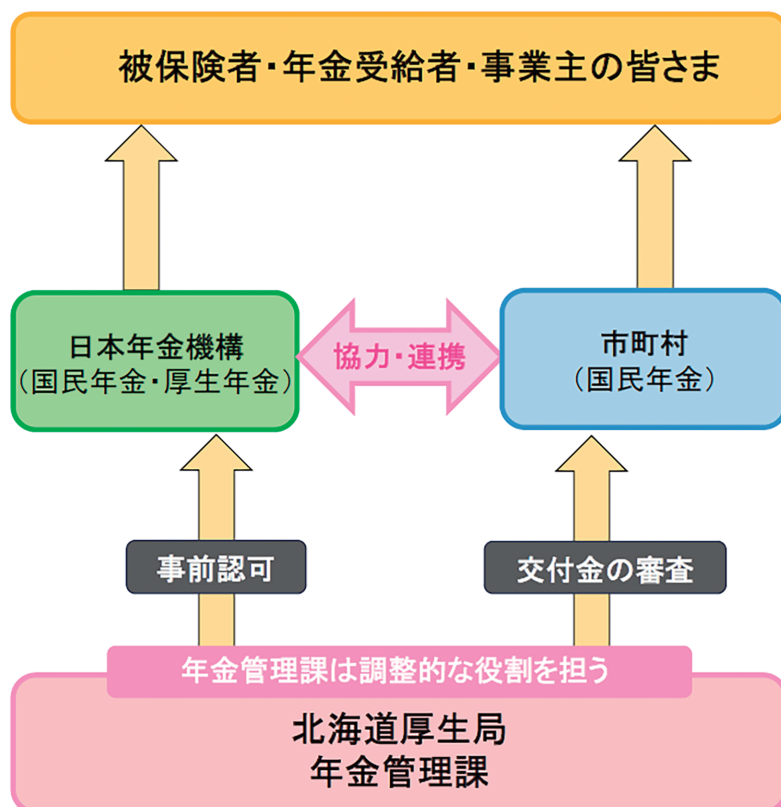 被保険者・年金受給者・事業主の皆さま
日本年金機構
（国民年金・厚生年金）
協力・連携
市町村
（国民年金）
事前認可
交付金の審査
年金管理課は調整的な役割を担う
北海道厚生局
年金管理課